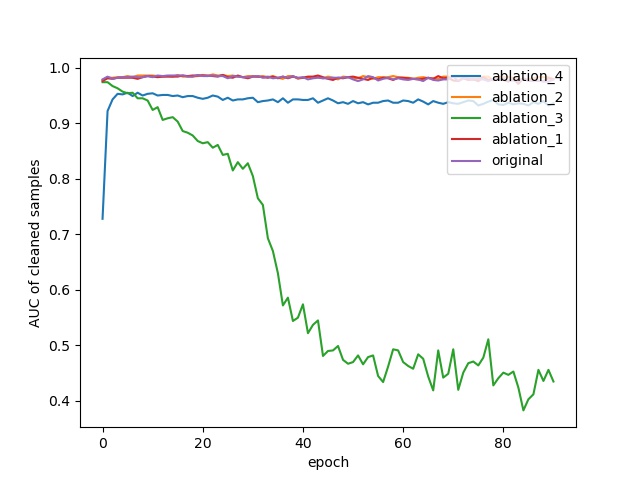 AUC of cleaned samples
1.0
0.9
0.8
0.7
0.6
0.5
0.4
ablation_4
ablation_2
ablation_3
ablation_1
original
0
20
40
60
80
epoch